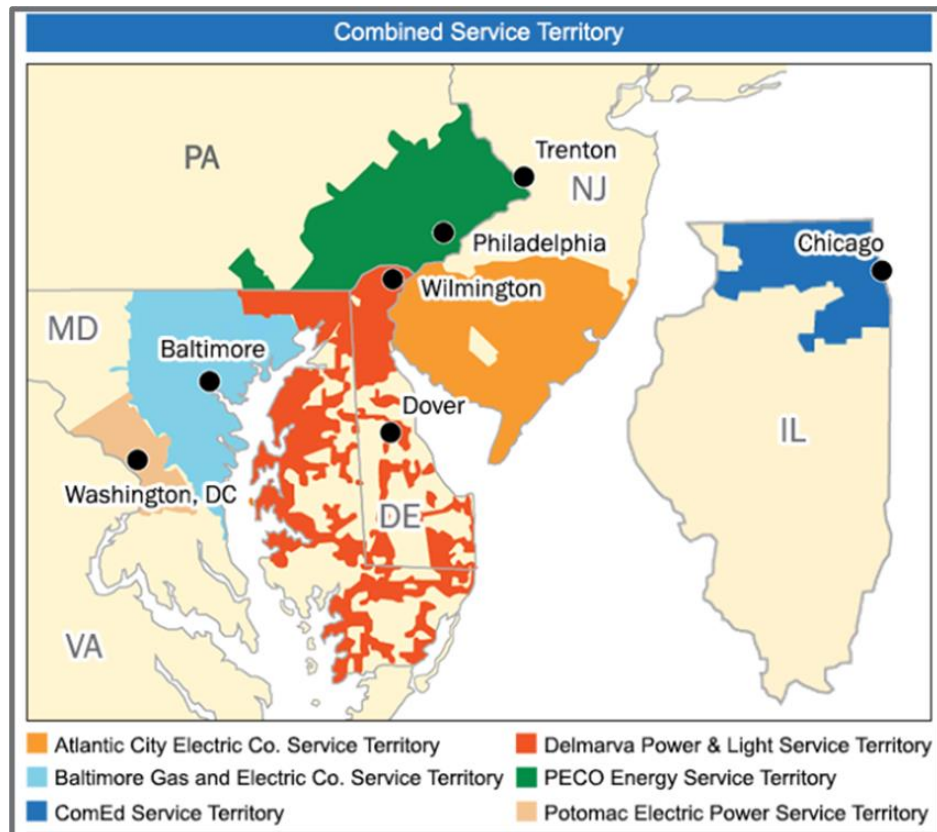 Combined Service Territory
PA
Trenton
NJ
Philadelphia
Chicago
Wilmington
MD
Baltimore
Dover
IL
Washington, DC
DE
VA
Atlantic City Electric Co. Service Territory
Delmarva Power & Light Service Territory
Baltimore Gas and Electric Co. Service Territory
PECO Energy Service Territory
ComEd Service Territory
Potomac Electric Power Service Territory